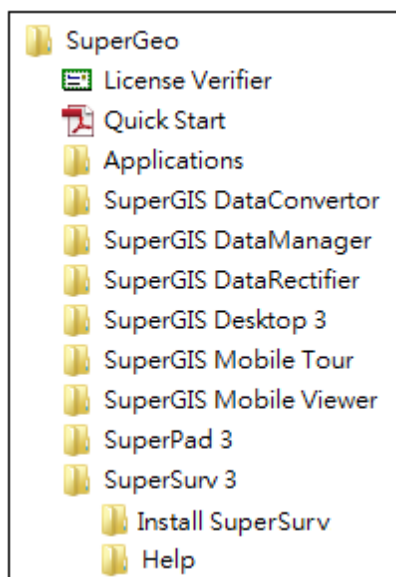 SuperGeo
License Verifier
Quick Start
Applications
SuperGIS DataConvertor
SuperGIS DataManager
SuperGIS DataRectifier
SuperGIS Desktop 3
SuperGIS Mobile Tour
SuperGIS Mobile Viewer
SuperPad 3
SuperSurv 3
Install SuperSurv
Help